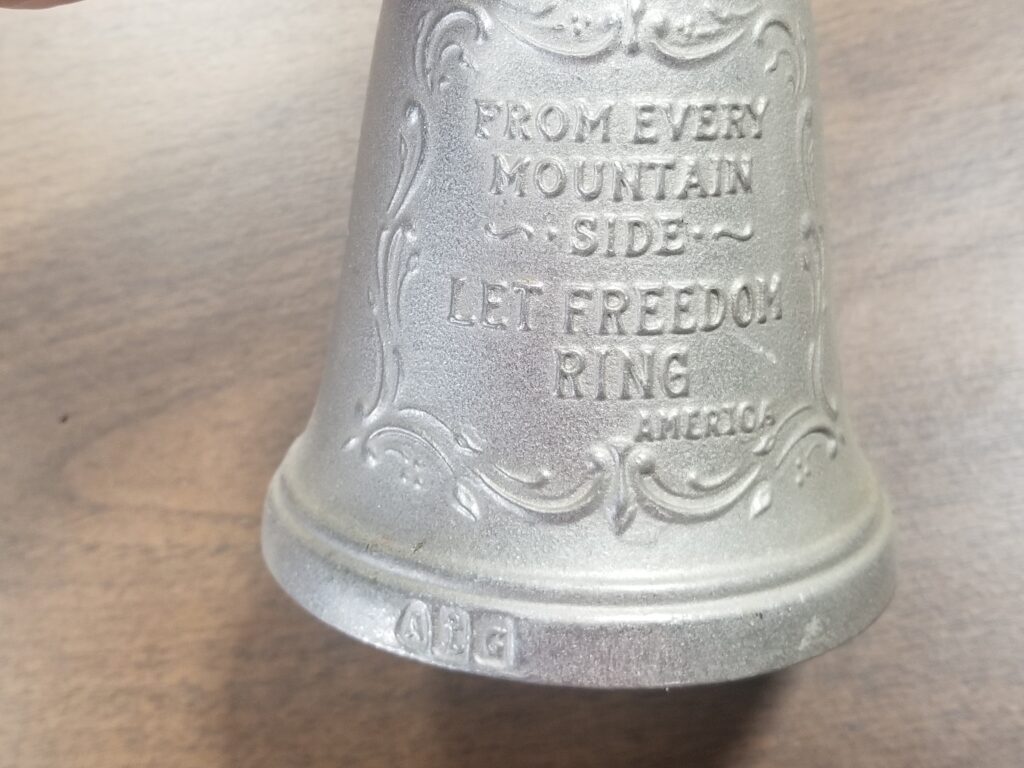 FROM EVERY
MOUNTAIN
SIDE
LET FREEDOM
RING
AMERICA